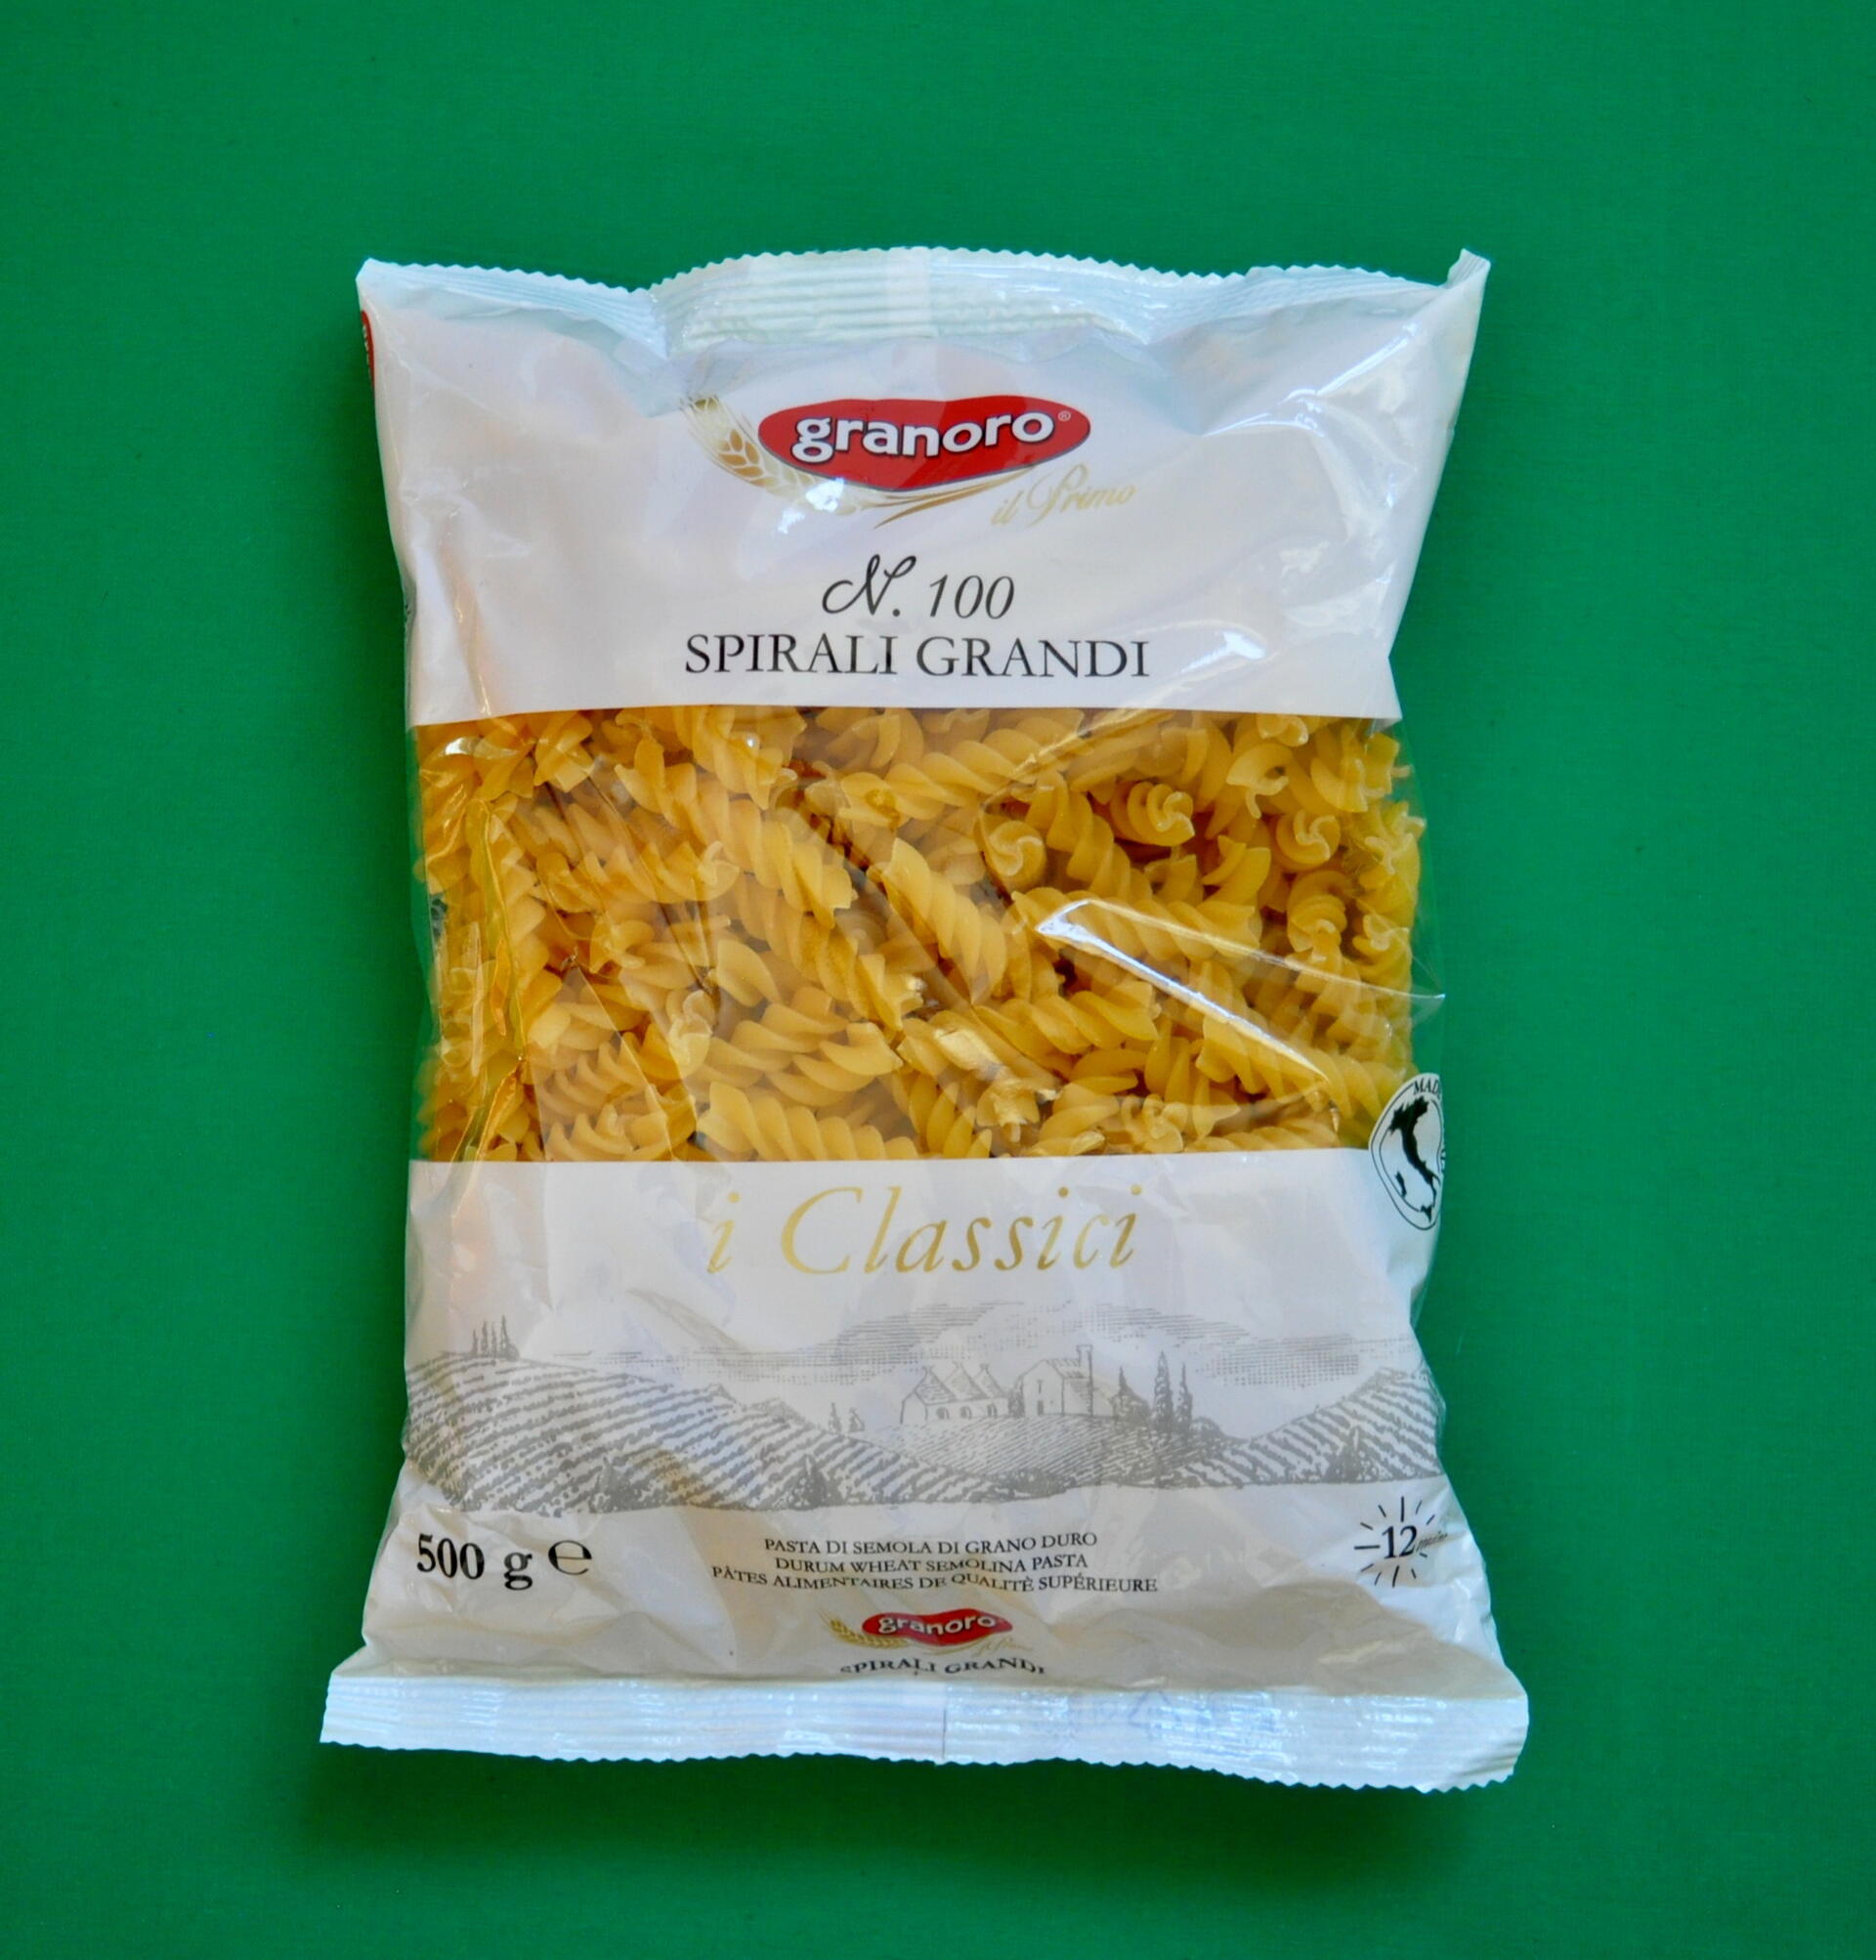 granoro®
il Primo
N. 100
SPIRALI GRANDI
i Classici
500 g ℮
PASTA DI SEMOLA DI GRANO DURO
DURUM WHEAT SEMOLINA PASTA
PÂTES ALIMENTAIRES DE QUALITÉ SUPÉRIEURE
12
granoro
SPIRALI GRANDI